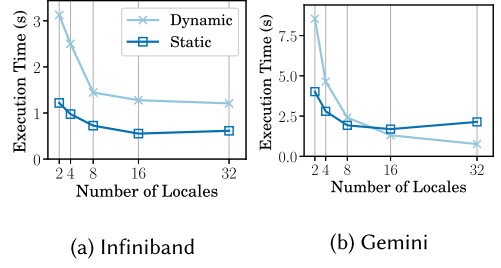 3
2
1
0
Execution Time (s)
Dynamic
Static
2 4 8 16 32
Number of Locales
(a) Infiniband
7.5
5.0
2.5
0.0
Execution Time (s)
2 4 8 16 32
Number of Locales
(b) Gemini